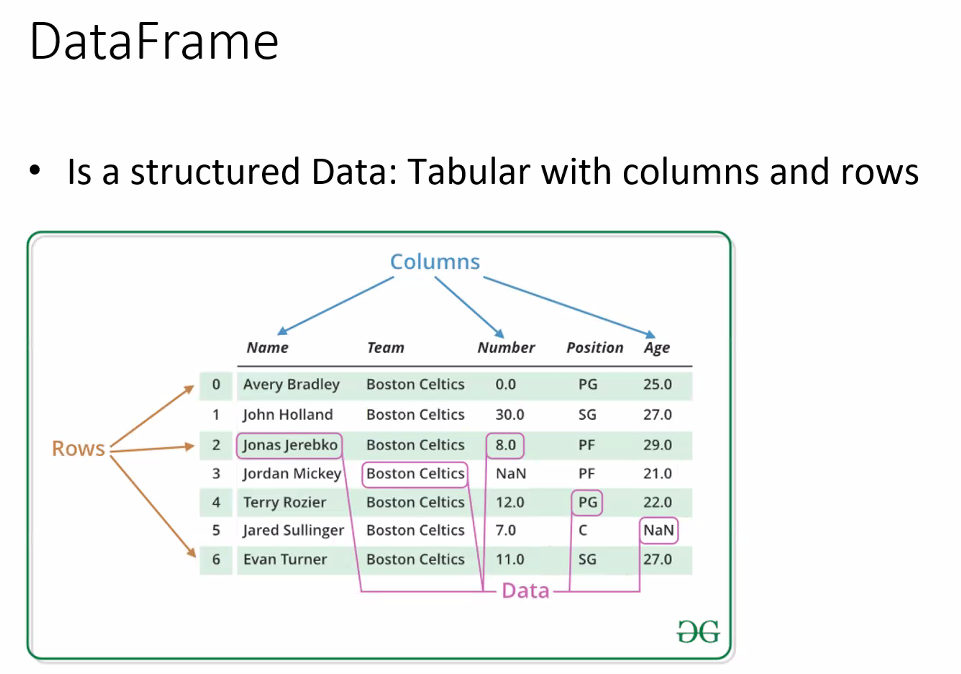 DataFrame
• Is a structured Data: Tabular with columns and rows
Columns
Name Team Number Position Age
0 Avery Bradley Boston Celtics 0.0 PG 25.0
1 John Holland Boston Celtics 30.0 SG 27.0
Rows
2 Jonas Jerebko Boston Celtics 8.0 PF 29.0
3 Jordan Mickey Boston Celtics NaN PF 21.0
4 Terry Rozier Boston Celtics 12.0 PG 22.0
5 Jared Sullinger Boston Celtics 7.0 C NaN
6 Evan Turner Boston Celtics 11.0 SG 27.0
Data